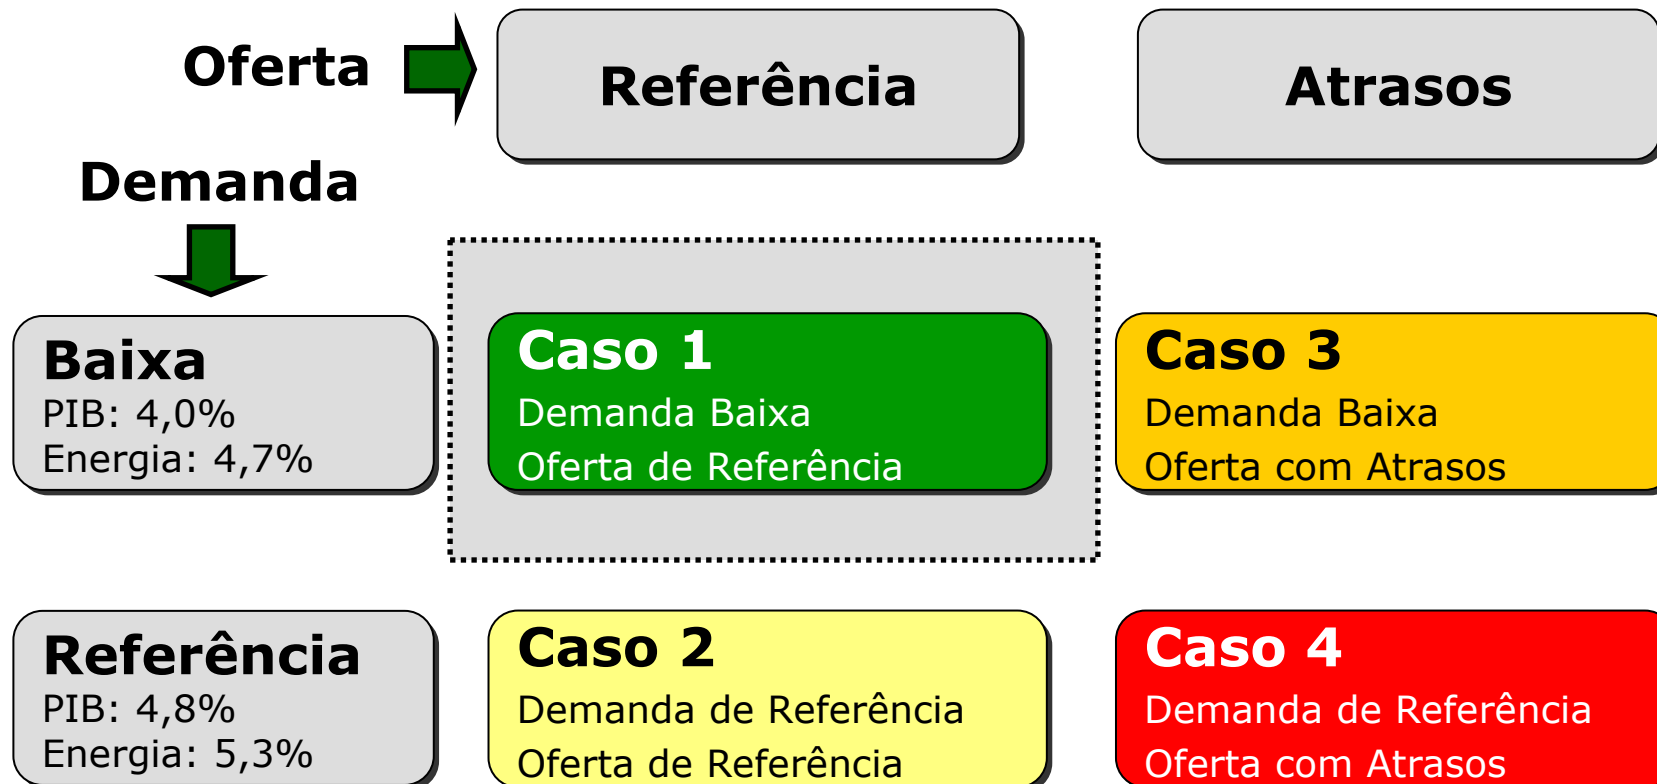 Oferta
Referência
Atrasos
Demanda
Baixa
PIB: 4,0%
Energia: 4,7%
Caso 1
Demanda Baixa
Oferta de Referência
Caso 3
Demanda Baixa
Oferta com Atrasos
Referência
PIB: 4,8%
Energia: 5,3%
Caso 2
Demanda de Referência
Oferta de Referência
Caso 4
Demanda de Referência
Oferta com Atrasos